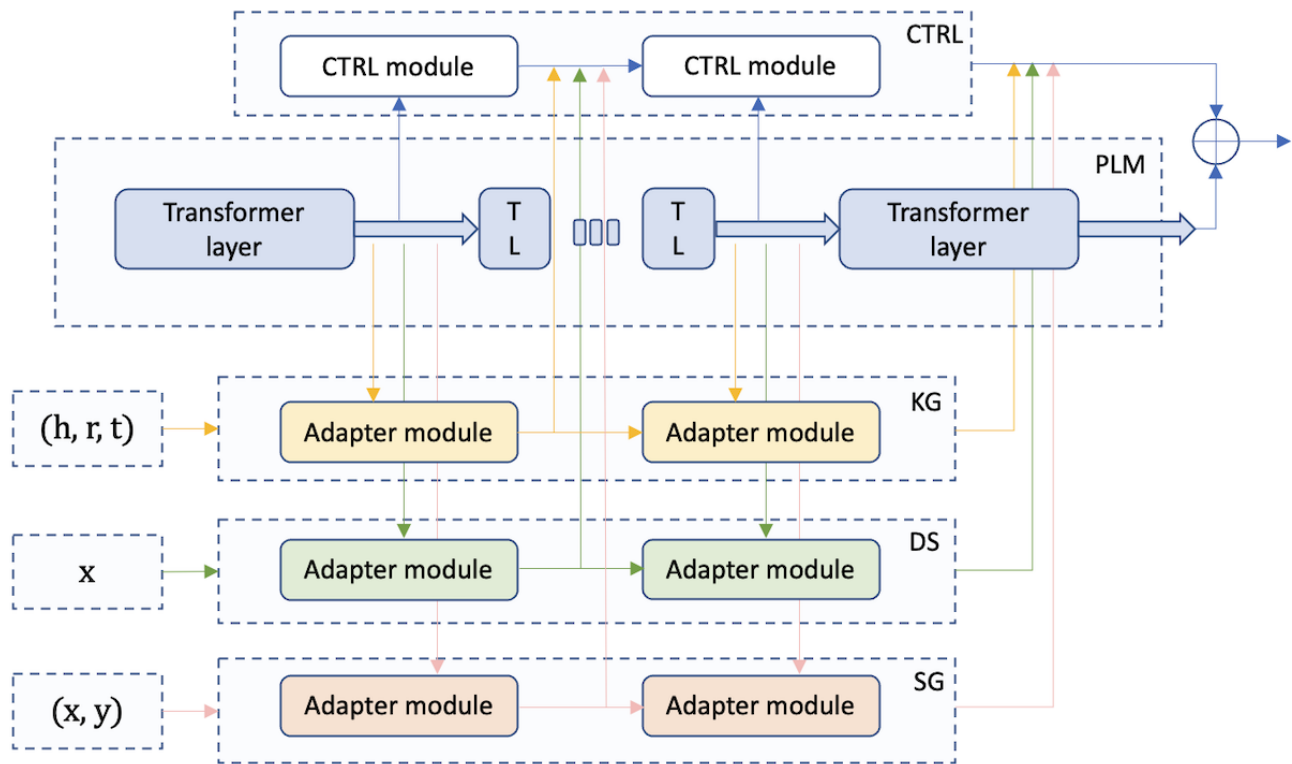 CTRL
CTRL module
CTRL module
PLM
Transformer
layer
T
L
T
L
Transformer
layer
(h, r, t)
KG
Adapter module
Adapter module
x
DS
Adapter module
Adapter module
(x, y)
SG
Adapter module
Adapter module